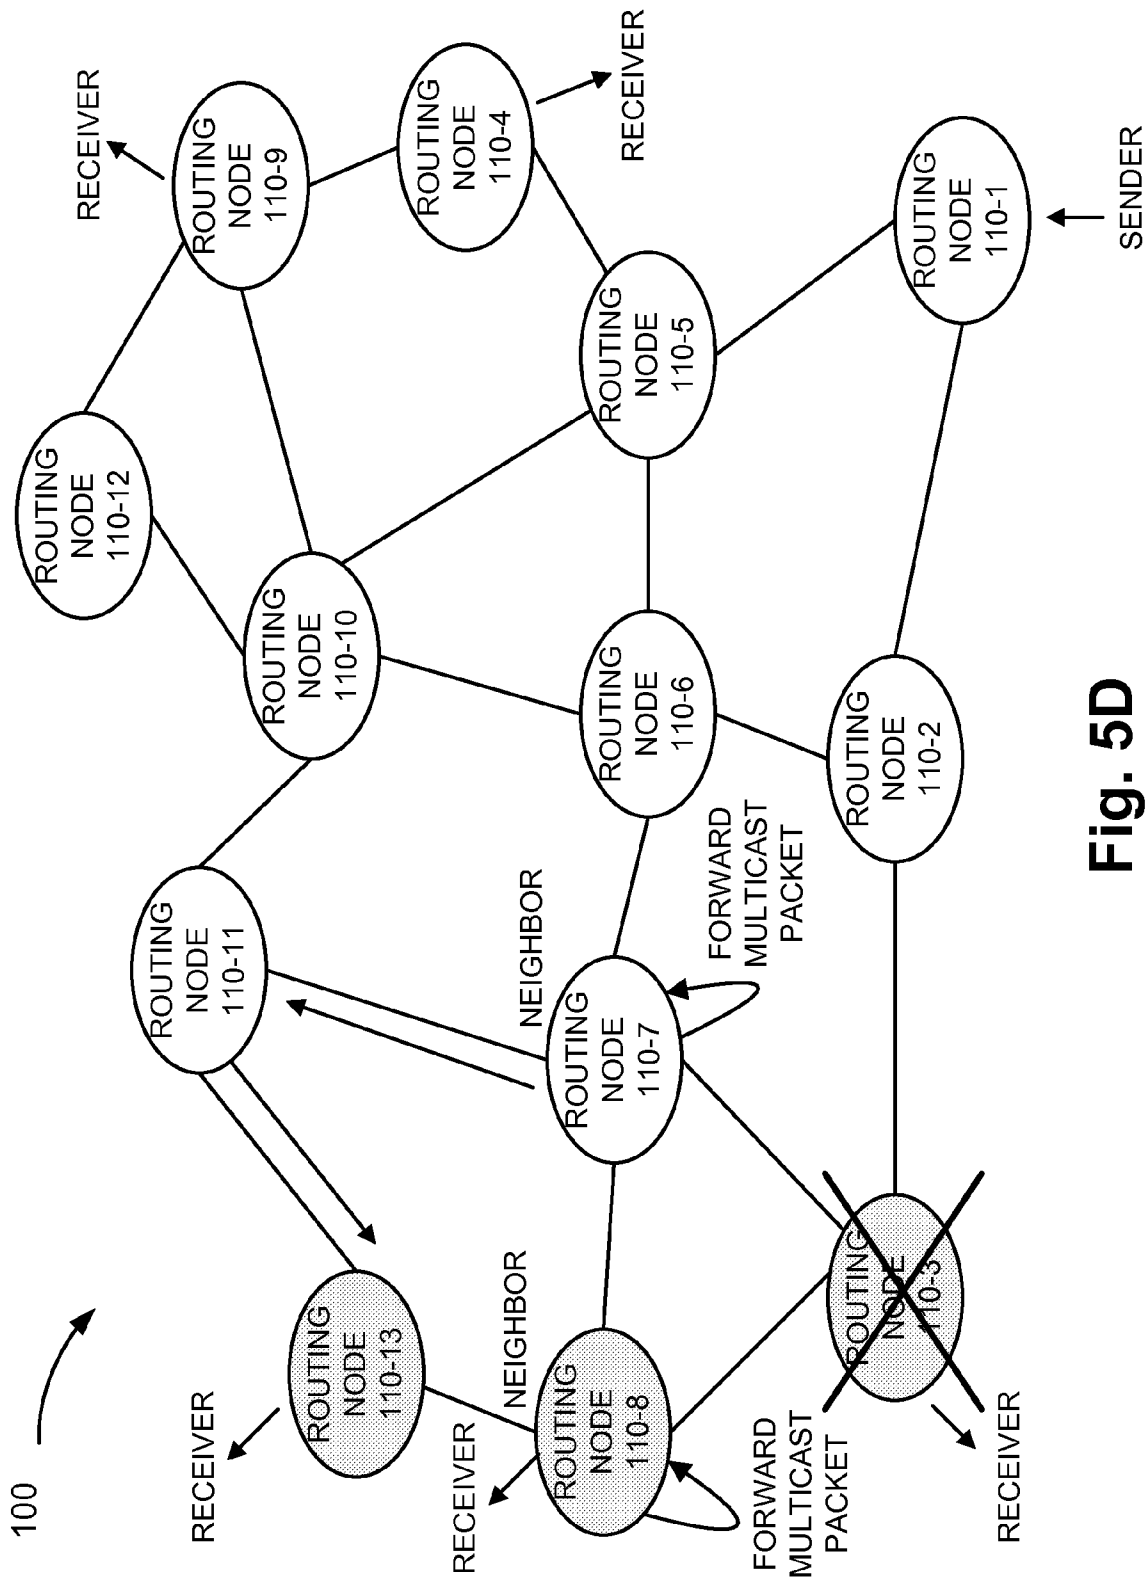 100
RECEIVER
ROUTING
NODE
110-13
ROUTING
NODE
110-11
ROUTING
NODE
110-12
RECEIVER
ROUTING
NODE
110-9
ROUTING
NODE
110-10
ROUTING
NODE
110-4
RECEIVER
RECEIVER
NEIGHBOR
ROUTING
NODE
110-8
FORWARD
MULTICAST
PACKET
NEIGHBOR
ROUTING
NODE
110-7
FORWARD
MULTICAST
PACKET
ROUTING
NODE
110-6
ROUTING
NODE
110-5
ROUTING
NODE
110-3
RECEIVER
ROUTING
NODE
110-2
ROUTING
NODE
110-1
SENDER
Fig. 5D